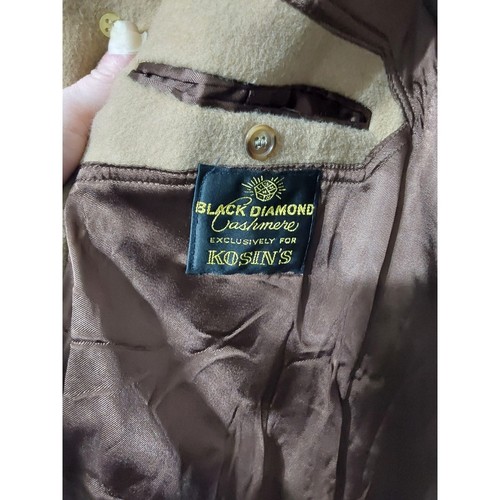 BLACK DIAMOND
Cashmere
EXCLUSIVELY FOR
KOSIN'S